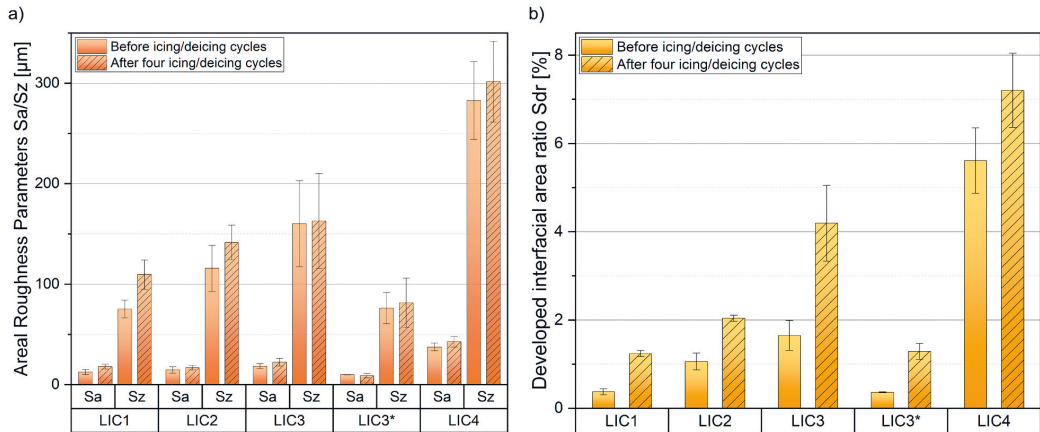 a)
Areal Roughness Parameters Sa/Sz [µm]
300
200
100
0
Before icing/deicing cycles
After four icing/deicing cycles
Sa Sz Sa Sz Sa Sz Sa Sz Sa Sz
LIC1 LIC2 LIC3 LIC3* LIC4
b)
Developed interfacial area ratio Sdr [%]
8
6
4
2
0
Before icing/deicing cycles
After four icing/deicing cycles
LIC1 LIC2 LIC3 LIC3* LIC4